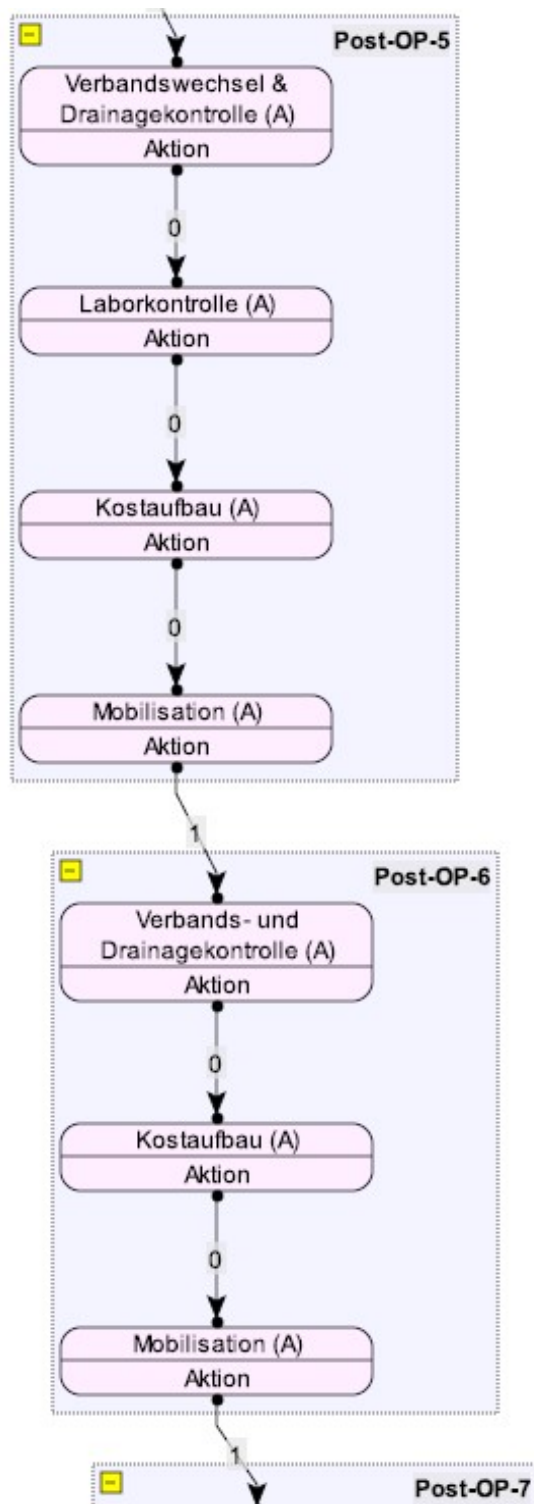 Post-OP-5
Verbandswechsel &
Drainagekontrolle (A)
Aktion
0
Laborkontrolle (A)
Aktion
0
Kostaufbau (A)
Aktion
0
Mobilisation (A)
Aktion
1
Post-OP-6
Verbands- und
Drainagekontrolle (A)
Aktion
0
Kostaufbau (A)
Aktion
0
Mobilisation (A)
Aktion
1
Post-OP-7